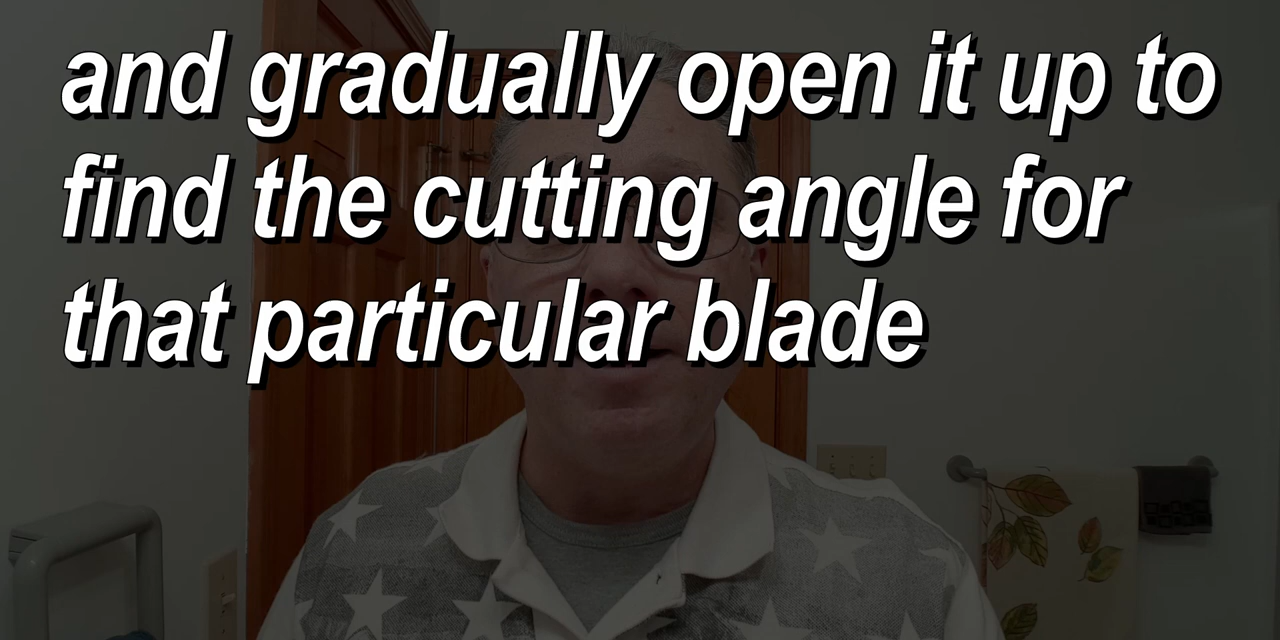 and gradually open it up to
find the cutting angle for
that particular blade